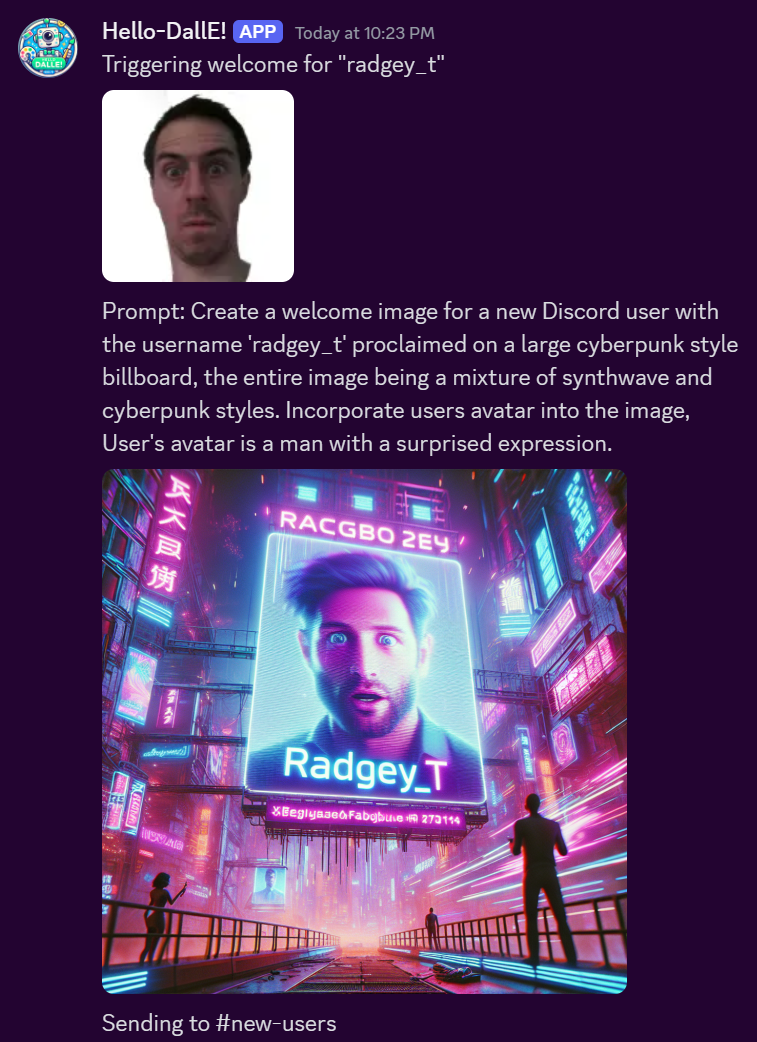 Hello-DallE! APP Today at 10:23 PM
DALLE!
Triggering welcome for "radgey_t"
Prompt: Create a welcome image for a new Discord user with
the username 'radgey_t' proclaimed on a large cyberpunk style
billboard, the entire image being a mixture of synthwave and
cyberpunk styles. Incorporate users avatar into the image,
User's avatar is a man with a surprised expression.
RACGBO 2EY
Radgey_T
273114
Sending to #new-users